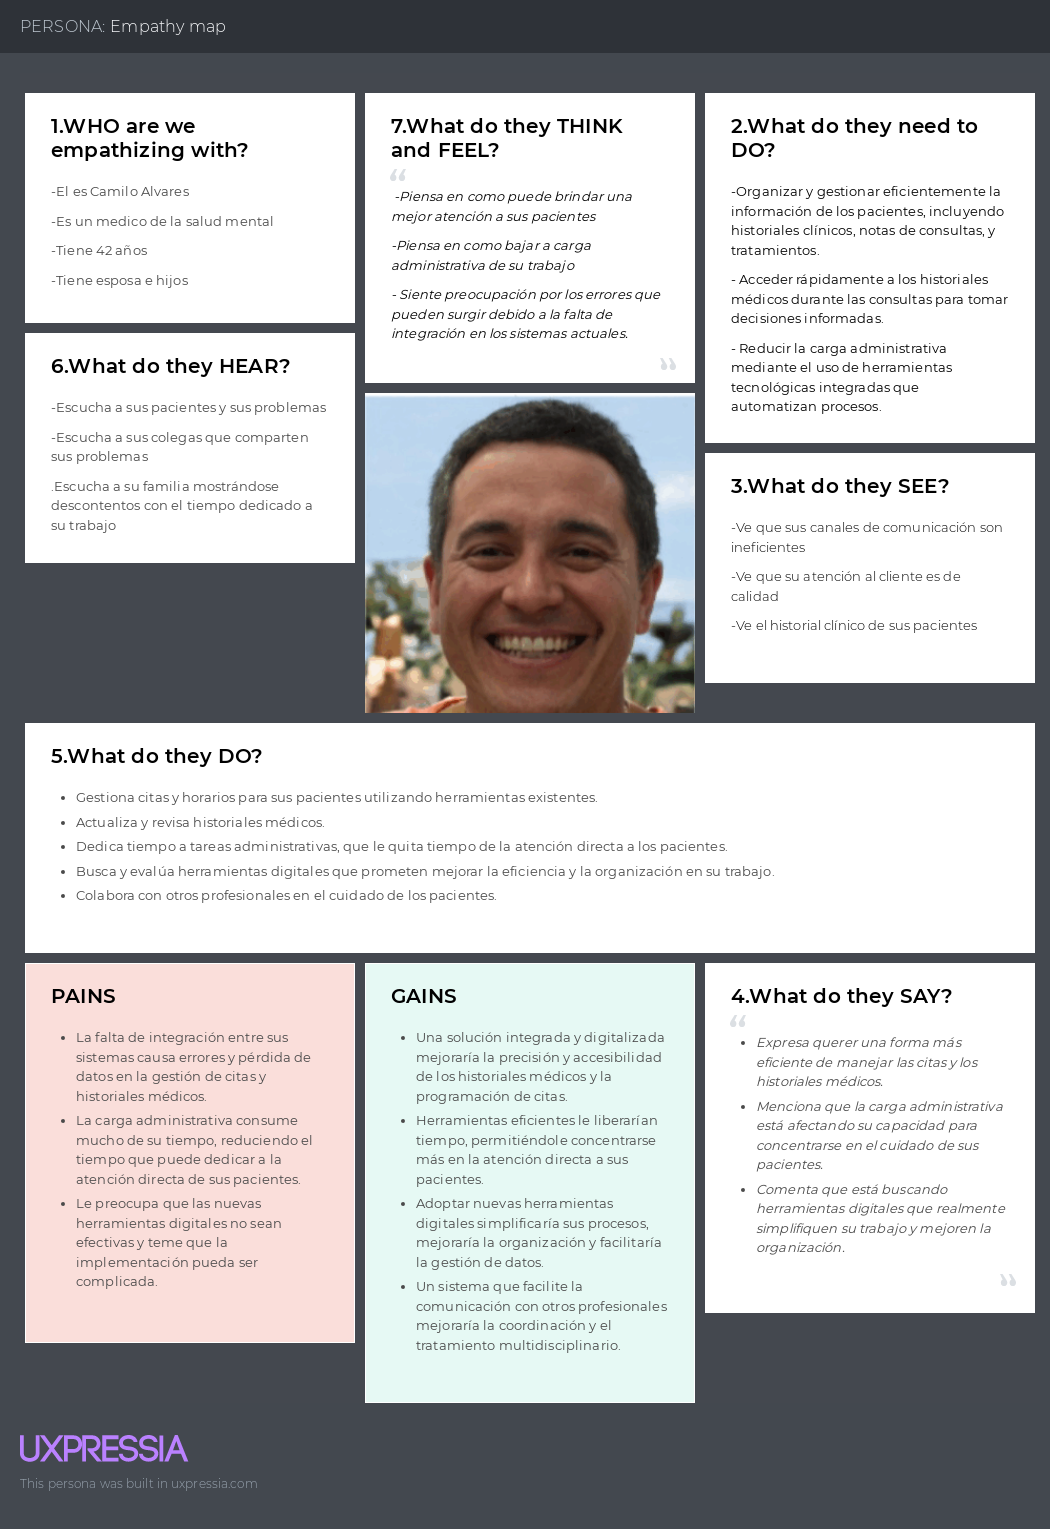 PERSONA: Empathy map
1.WHO are we
empathizing with?
-El es Camilo Alvares
-Es un medico de la salud mental
-Tiene 42 años
-Tiene esposa e hijos
7.What do they THINK
and FEEL?
“
-Piensa en como puede brindar una
mejor atención a sus pacientes
-Piensa en como bajar a carga
administrativa de su trabajo
- Siente preocupación por los errores que
pueden surgir debido a la falta de
integración en los sistemas actuales.
”
2.What do they need to
DO?
-Organizar y gestionar eficientemente la
información de los pacientes, incluyendo
historiales clínicos, notas de consultas, y
tratamientos.
- Acceder rápidamente a los historiales
médicos durante las consultas para tomar
decisiones informadas.
- Reducir la carga administrativa
mediante el uso de herramientas
tecnológicas integradas que
automatizan procesos.
6.What do they HEAR?
-Escucha a sus pacientes y sus problemas
-Escucha a sus colegas que comparten
sus problemas
.Escucha a su familia mostrándose
descontentos con el tiempo dedicado a
su trabajo
3.What do they SEE?
-Ve que sus canales de comunicación son
ineficientes
-Ve que su atención al cliente es de
calidad
-Ve el historial clínico de sus pacientes
5.What do they DO?
• Gestiona citas y horarios para sus pacientes utilizando herramientas existentes.
• Actualiza y revisa historiales médicos.
• Dedica tiempo a tareas administrativas, que le quita tiempo de la atención directa a los pacientes.
• Busca y evalúa herramientas digitales que prometen mejorar la eficiencia y la organización en su trabajo.
• Colabora con otros profesionales en el cuidado de los pacientes.
PAINS
• La falta de integración entre sus
sistemas causa errores y pérdida de
datos en la gestión de citas y
historiales médicos.
• La carga administrativa consume
mucho de su tiempo, reduciendo el
tiempo que puede dedicar a la
atención directa de sus pacientes.
• Le preocupa que las nuevas
herramientas digitales no sean
efectivas y teme que la
implementación pueda ser
complicada.
GAINS
• Una solución integrada y digitalizada
mejoraría la precisión y accesibilidad
de los historiales médicos y la
programación de citas.
• Herramientas eficientes le liberarían
tiempo, permitiéndole concentrarse
más en la atención directa a sus
pacientes.
• Adoptar nuevas herramientas
digitales simplificaría sus procesos,
mejoraría la organización y facilitaría
la gestión de datos.
• Un sistema que facilite la
comunicación con otros profesionales
mejoraría la coordinación y el
tratamiento multidisciplinario.
4.What do they SAY?
“
• Expresa querer una forma más
eficiente de manejar las citas y los
historiales médicos.
• Menciona que la carga administrativa
está afectando su capacidad para
concentrarse en el cuidado de sus
pacientes.
• Comenta que está buscando
herramientas digitales que realmente
simplifiquen su trabajo y mejoren la
organización.
”
UXPRESSIA
This persona was built in uxpressia.com